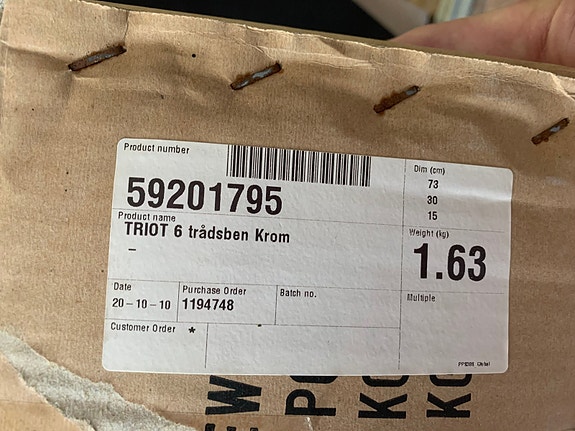 Product number
59201795
Product name
TRIOT 6 trådsben Krom
–
Dim (cm)
73
30
15
Weight (kg)
1.63
Date
20-10-10
Purchase Order
1194748
Batch no.
Multiple
Customer Order *